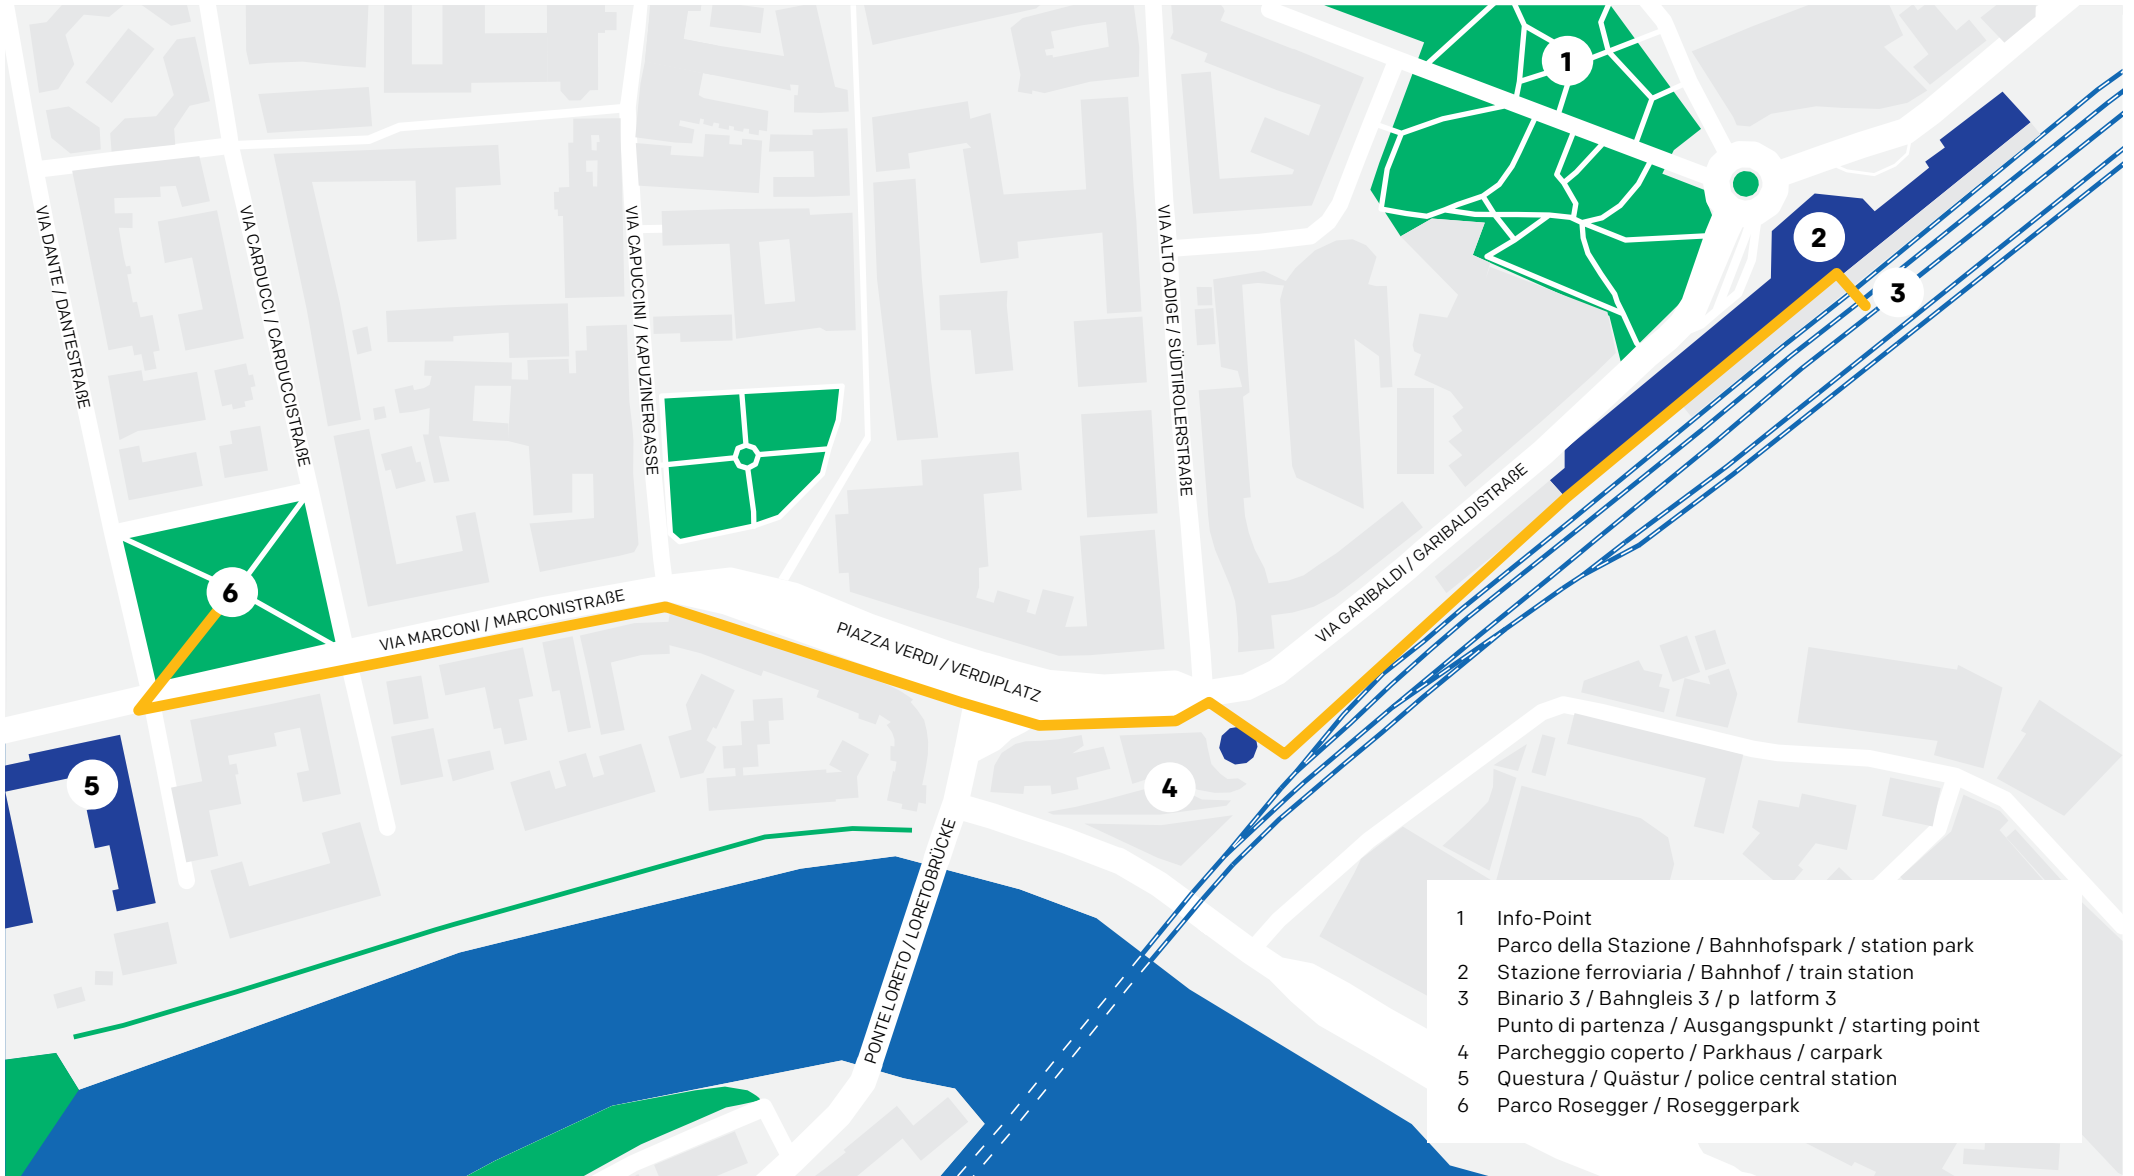 1
2
3
VIA DANTE / DANTESTRAßE
VIA CARDUCCI / CARDUCCISTRAßE
VIA CAPUCCINI / KAPUZINERGASSE
VIA ALTO ADIGE / SÜDTIROLERSTRAßE
VIA GARIBALDI / GARIBALDISTRAßE
6
VIA MARCONI / MARCONISTRAßE
PIAZZA VERDI / VERDIPLATZ
5
4
PONTE LORETO / LORETOBRÜCKE
1 Info-Point
Parco della Stazione / Bahnhofspark / station park
2 Stazione ferroviaria / Bahnhof / train station
3 Binario 3 / Bahngleis 3 / p latform 3
Punto di partenza / Ausgangspunkt / starting point
4 Parcheggio coperto / Parkhaus / carpark
5 Questura / Quästur / police central station
6 Parco Rosegger / Roseggerpark